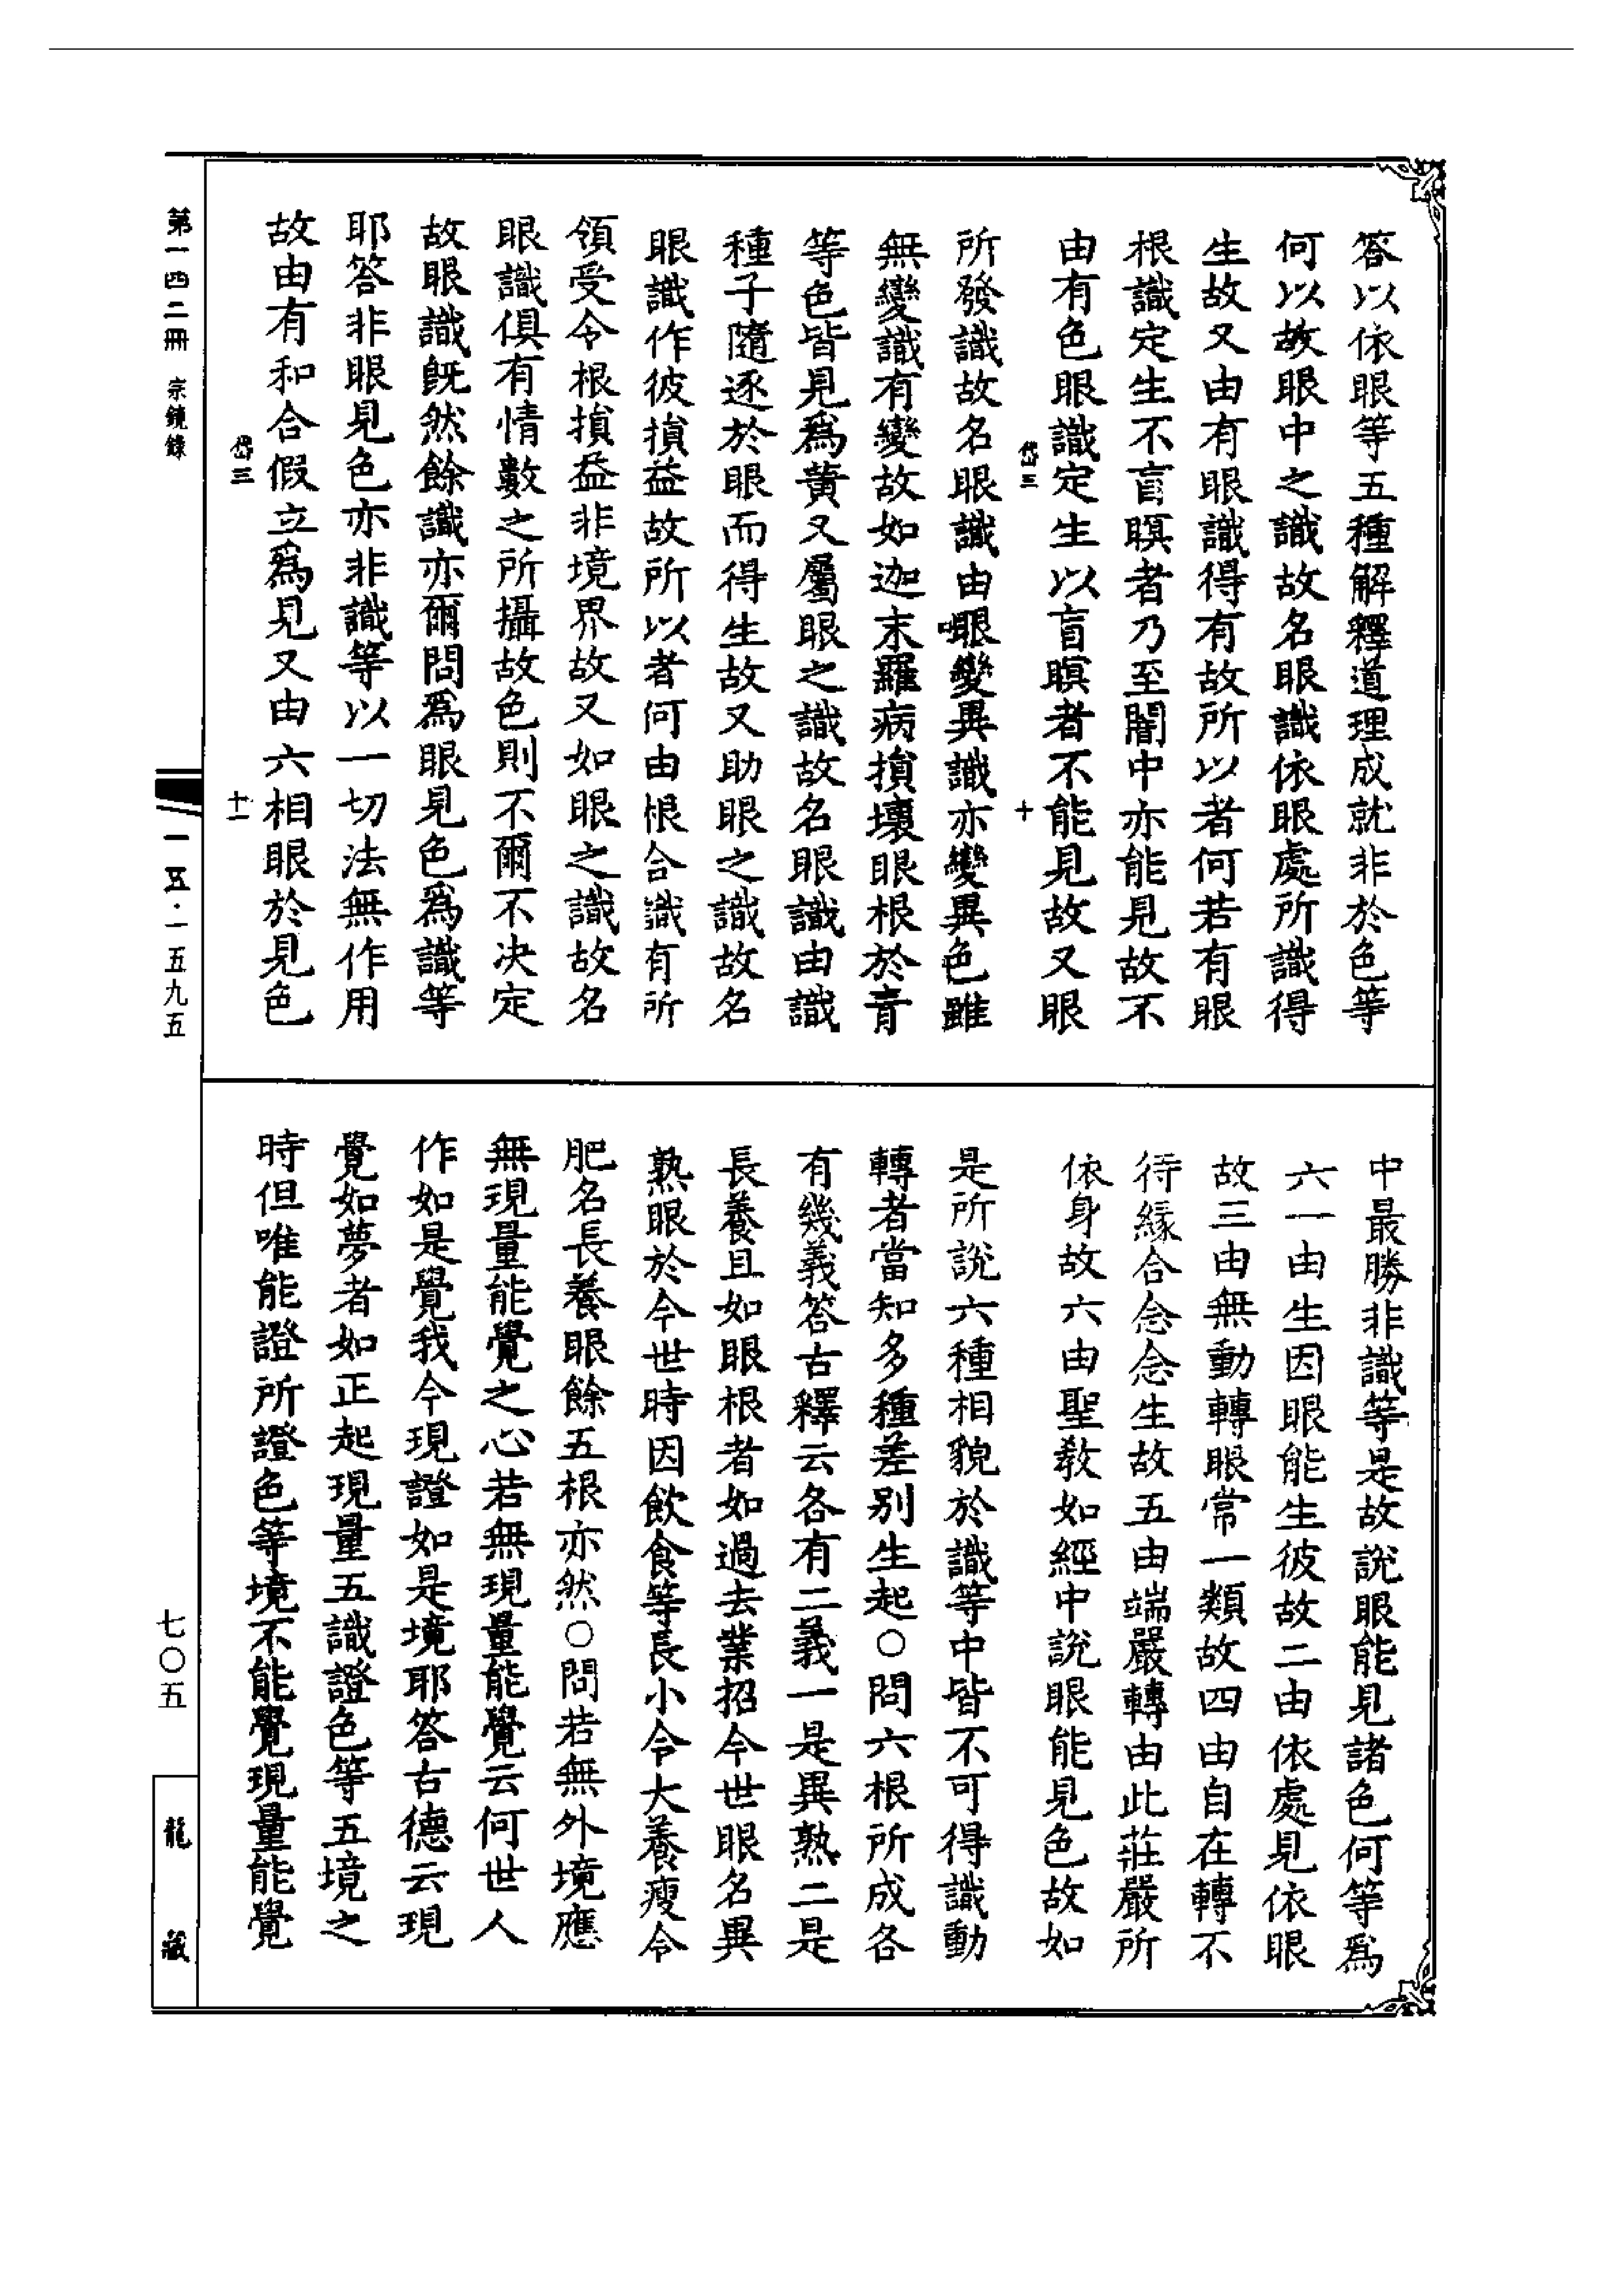 答以依眼等五種解釋道理成就非於色等
何以故眼中之識故名眼識依眼處所識得
生故又由有眼識得有故所以者何若有眼
根識定生不盲瞑者乃至闇中亦能見故不
由有色眼識定生以盲瞑者不能見故又眼
岱三
十
所發識故名眼識由眼變異識亦變異色雖
無變識有變故如迦末羅病損壞眼根於青
等色皆見爲黄又屬眼之識故名眼識由識
種子隨逐於眼而得生故又助眼之識故名
眼識作彼損益故所以者何由根合識有所
領受令根損益非境界故又如眼之識故名
眼識俱有情數之所攝故色則不爾不决定
故眼識旣然餘識亦爾問爲眼見色爲識等
耶答非眼見色亦非識等以一切法無作用
故由有和合假立爲見又由六相眼於見色
岱三
十一
中最勝非識等是故說眼能見諸色何等爲
六一由生因眼能生彼故二由依處見依眼
故三由無動轉眼常一類故四由自在轉不
待緣合念念生故五由端嚴轉由此莊嚴所
依身故六由聖教如經中說眼能見色故如
是所說六種相貌於識等中皆不可得識動
轉者當知多種差别生起○問六根所成各
有幾義答古釋云各有二義一是異熟二是
長養且如眼根者如過去業招今世眼名異
熟眼於今世時因飲食等長小令大養瘦令
肥名長養眼餘五根亦然○問若無外境應
無現量能覺之心若無現量能覺云何世人
作如是覺我今現證如是境耶答古德云現
覺如夢者如正起現量五識證色等五境之
時但唯能證所證色等境不能覺現量能覺
第一四二冊 宗鏡錄
一五·一五九五
七〇五
龍藏